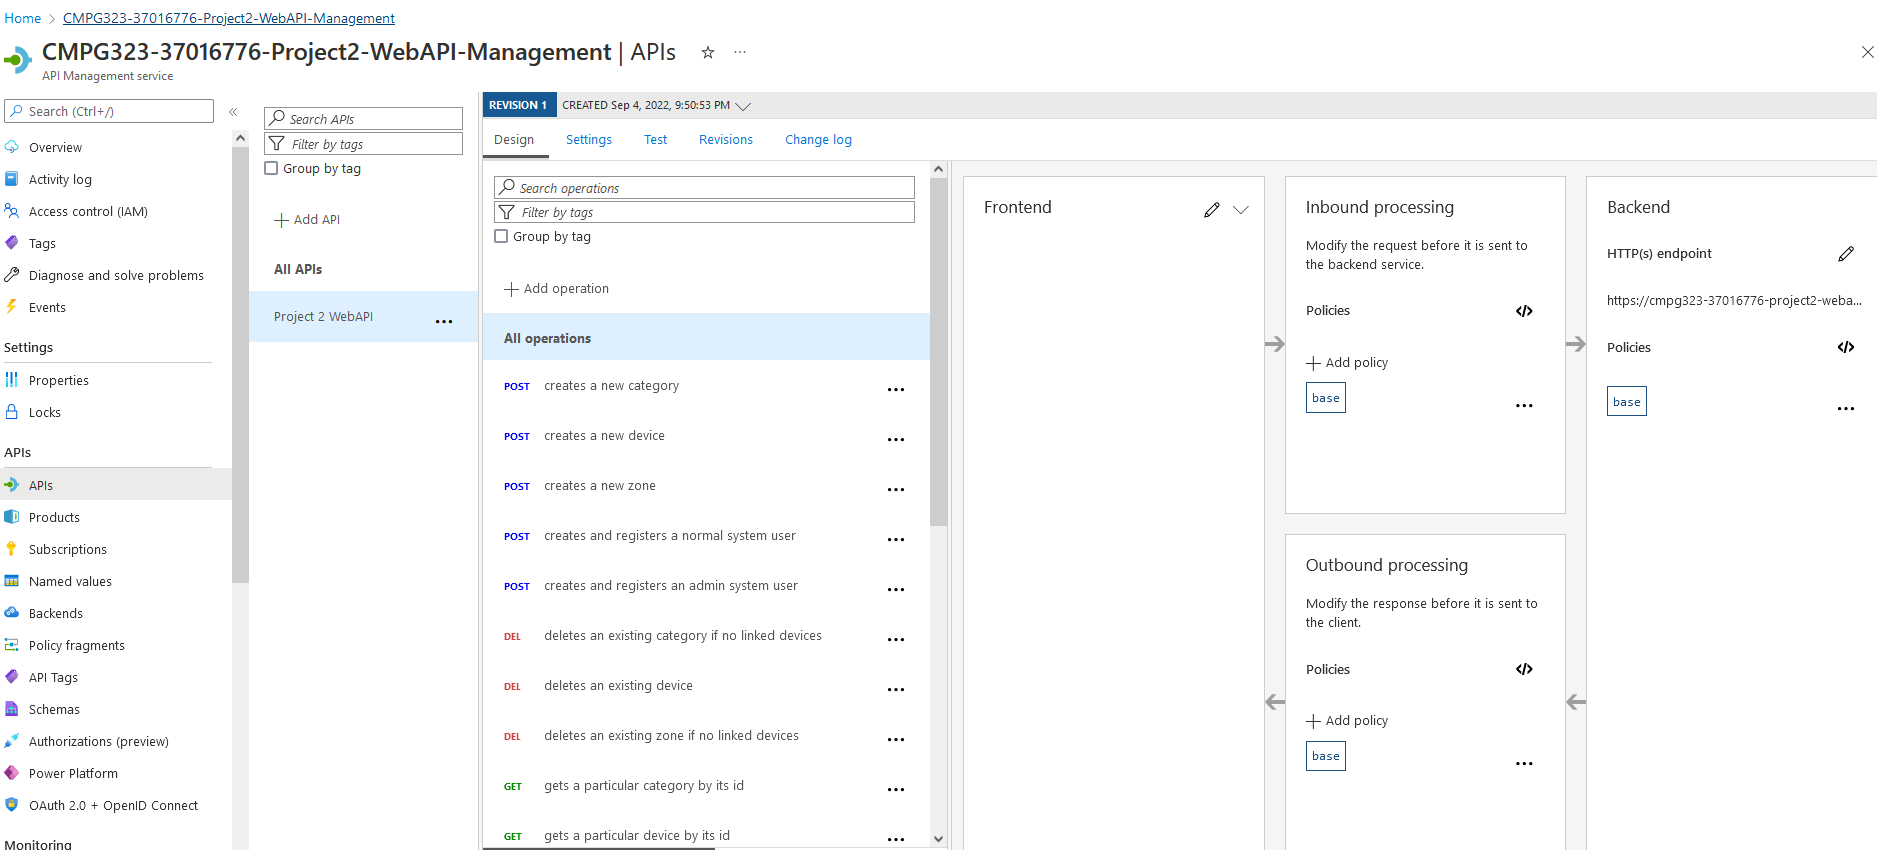 Home > CMPG323-37016776-Project2-WebAPI-Management
CMPG323-37016776-Project2-WebAPI-Management | APIs
API Management service
Search (Ctrl+/)
Overview
Activity log
Access control (IAM)
Tags
Diagnose and solve problems
Events
Settings
Properties
Locks
APIs
APIs
Products
Subscriptions
Named values
Backends
Policy fragments
API Tags
Schemas
Authorizations (preview)
Power Platform
OAuth 2.0 + OpenID Connect
Monitoring
Search APIs
Filter by tags
Group by tag
Add API
All APIs
Project 2 WebAPI
REVISION 1 CREATED Sep 4, 2022, 9:50:53 PM
Design Settings Test Revisions Change log
Search operations
Filter by tags
Group by tag
Add operation
All operations
POST creates a new category
POST creates a new device
POST creates a new zone
POST creates and registers a normal system user
POST creates and registers an admin system user
DEL deletes an existing category if no linked devices
DEL deletes an existing device
DEL deletes an existing zone if no linked devices
GET gets a particular category by its id
GET gets a particular device by its id
Frontend
Inbound processing
Modify the request before it is sent to
the backend service.
Policies
Add policy
base
Outbound processing
Modify the response before it is sent to
the client.
Policies
Add policy
base
Backend
HTTP(s) endpoint
https://cmpg323-37016776-project2-weba...
Policies
base